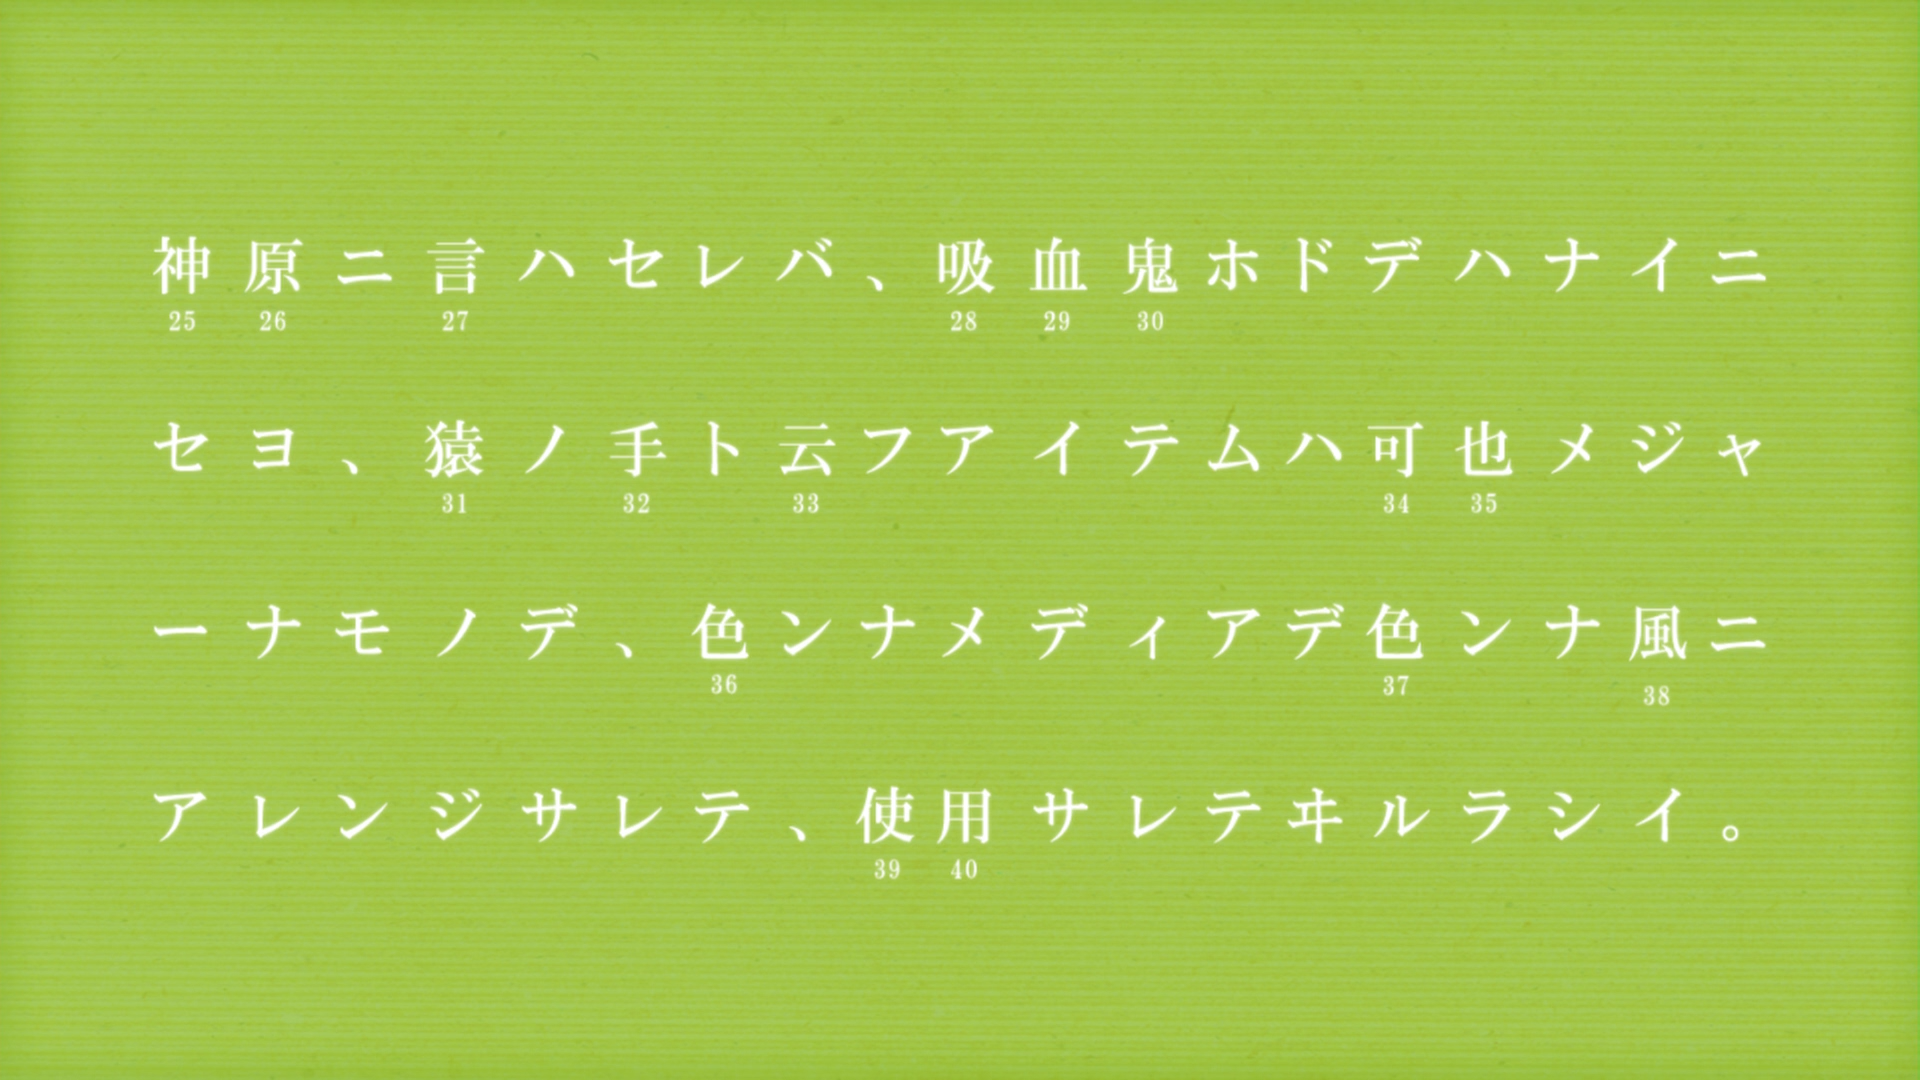 神原ニ言ハセレバ、吸血鬼ホドデハナイニ
25 26 27 28 29 30
セヨ、猿ノ手ト云フアイテムハ可也メジャ
31 32 33 34 35
ーナモノデ、色ンナメディアデ色ンナ風ニ
36 37 38
アレンジサレテ、使用サレテヰルラシイ。
39 40